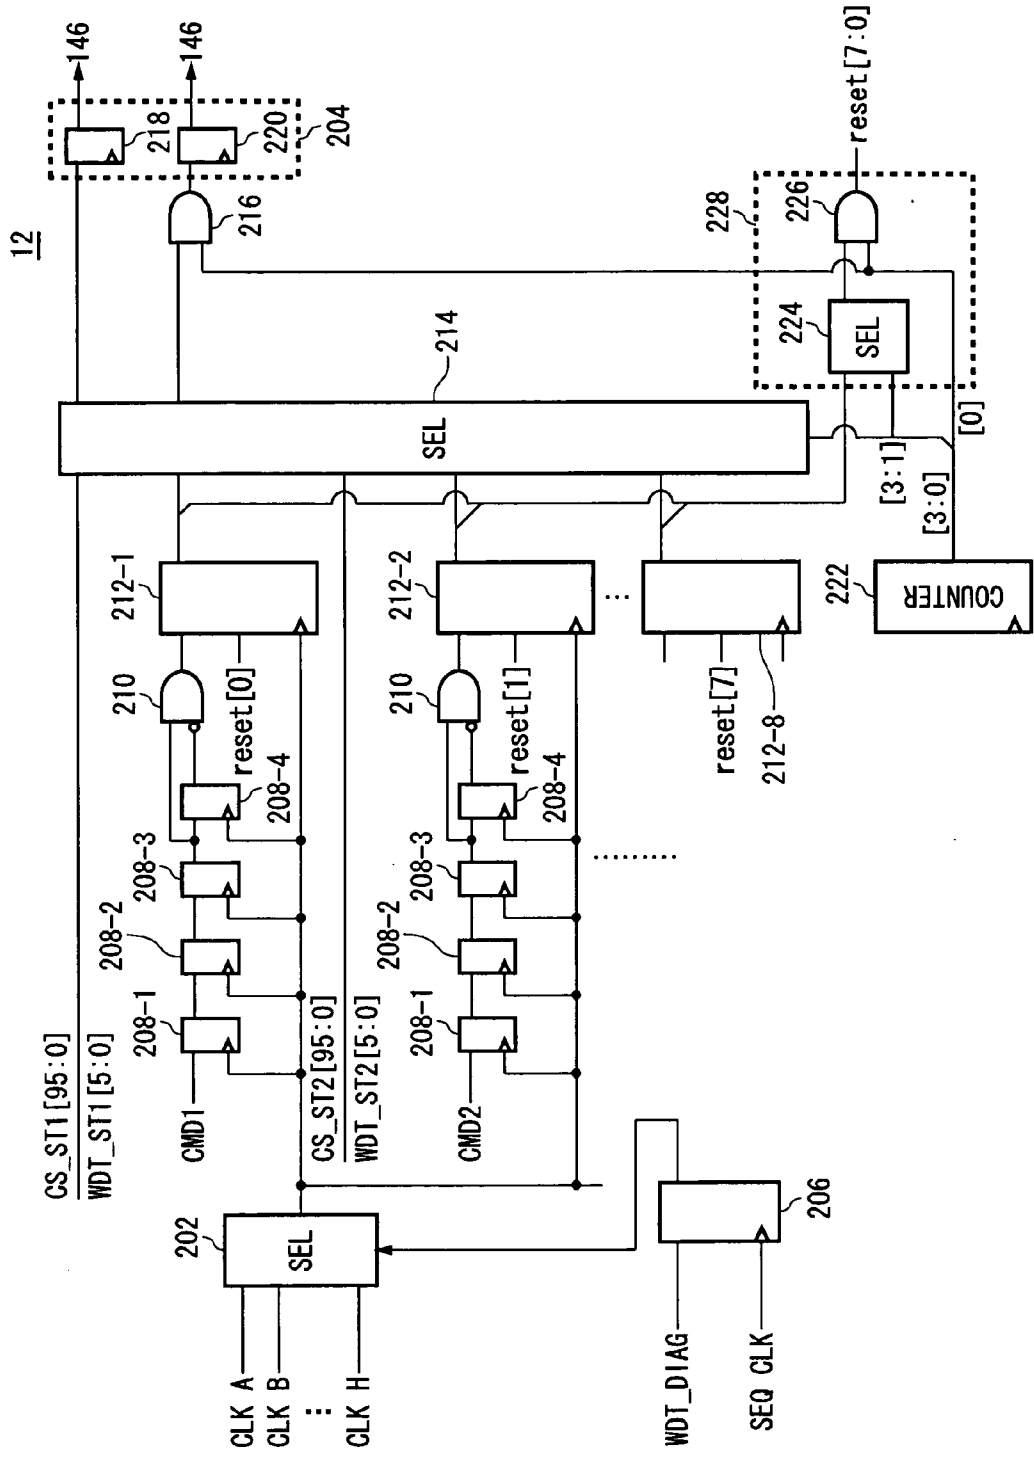 12
CLK A
CLK B
CLK H
202
SEL
WDT_DIAG
SEQ CLK
206
CS_ST1[95:0]
WDT_ST1[5:0]
CMD1
208-1
208-2
208-3
208-4
210
reset[0]
212-1
CS_ST2[95:0]
WDT_ST2[5:0]
CMD2
208-1
208-2
208-3
208-4
210
reset[1]
212-2
...
reset[7]
212-8
222
COUNTER
[3:0]
[3:1]
[0]
SEL
214
216
218
146
220
146
204
224
SEL
226
228
reset[7:0]